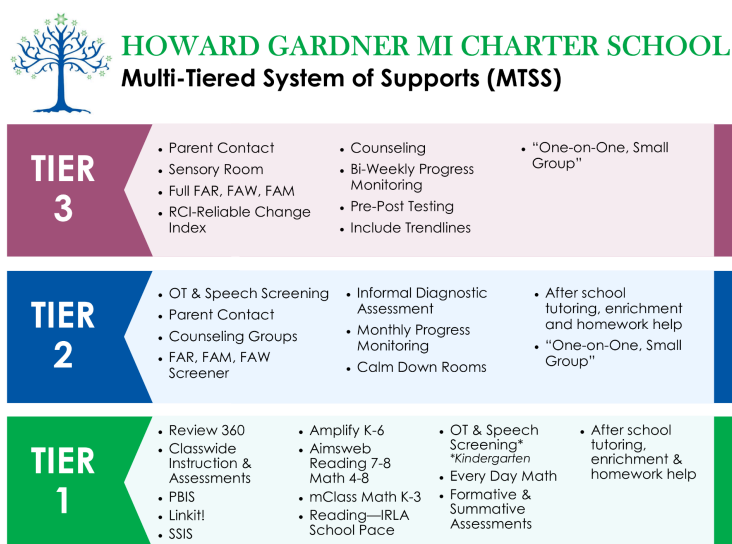 HOWARD GARDNER MI CHARTER SCHOOL
Multi-Tiered System of Supports (MTSS)
TIER
3
• Parent Contact
• Sensory Room
• Full FAR, FAW, FAM
• RCI-Reliable Change
Index
• Counseling
• Bi-Weekly Progress
Monitoring
• Pre-Post Testing
• Include Trendlines
• “One-on-One, Small
Group”
TIER
2
• OT & Speech Screening
• Parent Contact
• Counseling Groups
• FAR, FAM, FAW
Screener
• Informal Diagnostic
Assessment
• Monthly Progress
Monitoring
• Calm Down Rooms
• After school
tutoring, enrichment
and homework help
• “One-on-One, Small
Group”
TIER
1
• Review 360
• Classwide
Instruction &
Assessments
• PBIS
• Linkit!
• SSIS
• Amplify K-6
• Aimsweb
Reading 7-8
Math 4-8
• mClass Math K-3
• Reading—IRLA
School Pace
• OT & Speech
Screening*
*Kindergarten
• Every Day Math
• Formative &
Summative
Assessments
• After school
tutoring,
enrichment &
homework help